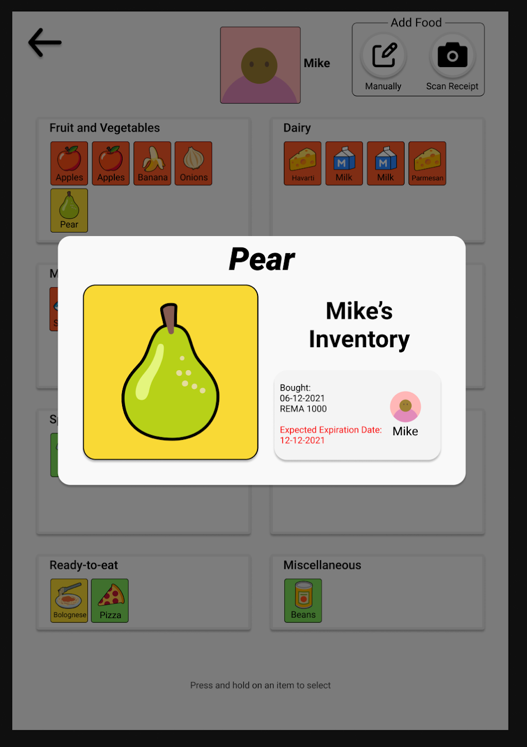 Add Food
Mike
Manually
Scan Receipt
Fruit and Vegetables
Dairy
Apples
Apples
Banana
Onions
Havarti
Milk
Milk
Parmesan
Pear
Pear
Mike's
Inventory
Bought:
06-12-2021
REMA 1000
Expected Expiration Date:
12-12-2021
Mike
Ready-to-eat
Miscellaneous
Bolognese
Pizza
Beans
Press and hold on an item to select